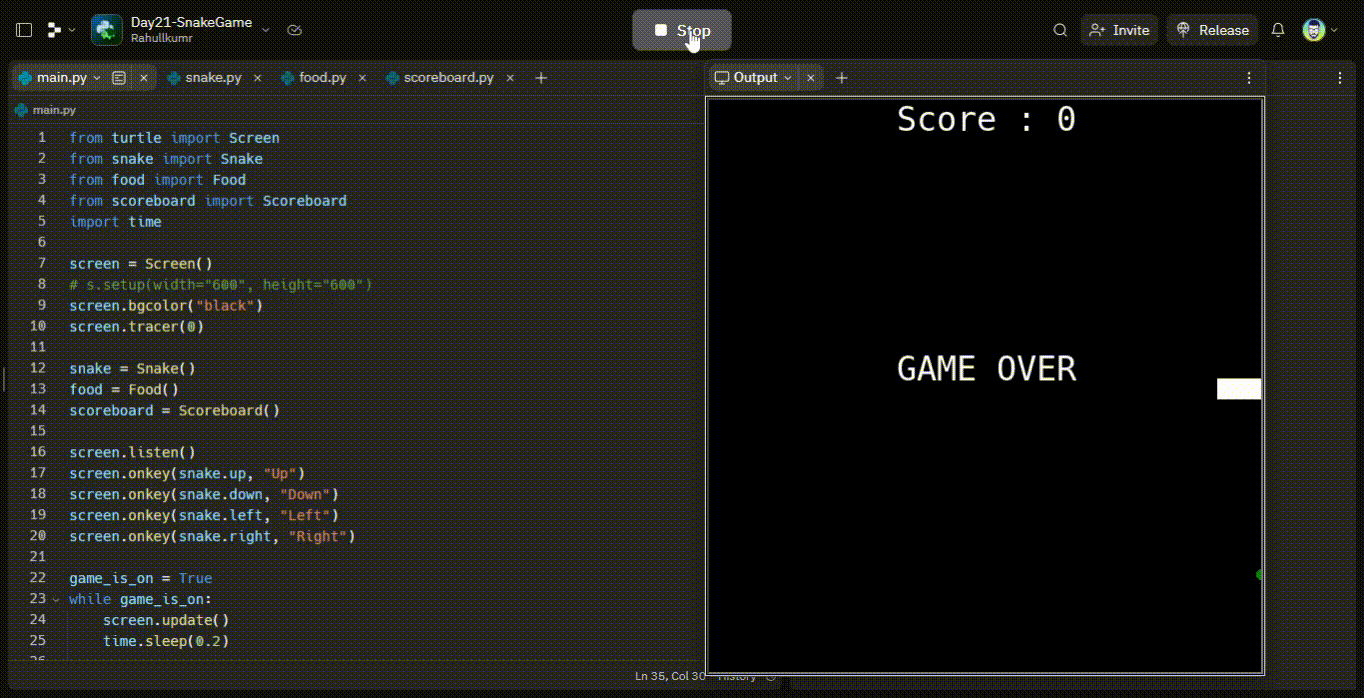 Day21-SnakeGame
Rahullkumr
Stop
Invite
Release
main.py
snake.py
food.py
scoreboard.py
Output
main.py
1 from turtle import Screen
2 from snake import Snake
3 from food import Food
4 from scoreboard import Scoreboard
5 import time
6
7 screen = Screen()
8 # s.setup(width="600", height="600")
9 screen.bgcolor("black")
10 screen.tracer(0)
11
12 snake = Snake()
13 food = Food()
14 scoreboard = Scoreboard()
15
16 screen.listen()
17 screen.onkey(snake.up, "Up")
18 screen.onkey(snake.down, "Down")
19 screen.onkey(snake.left, "Left")
20 screen.onkey(snake.right, "Right")
21
22 game_is_on = True
23 while game_is_on:
24 screen.update()
25 time.sleep(0.2)
26
Ln 35, Col 30 History
Score : 0
GAME OVER